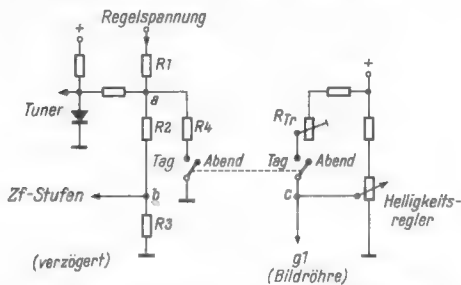 Regelspannung
+
R1
+
Tuner
a
R2
R4
RTr
Tag
Abend
Tag
Abend
Zf-Stufen
b
c
Helligkeits-
regler
R3
(verzögert)
g1
(Bildröhre)